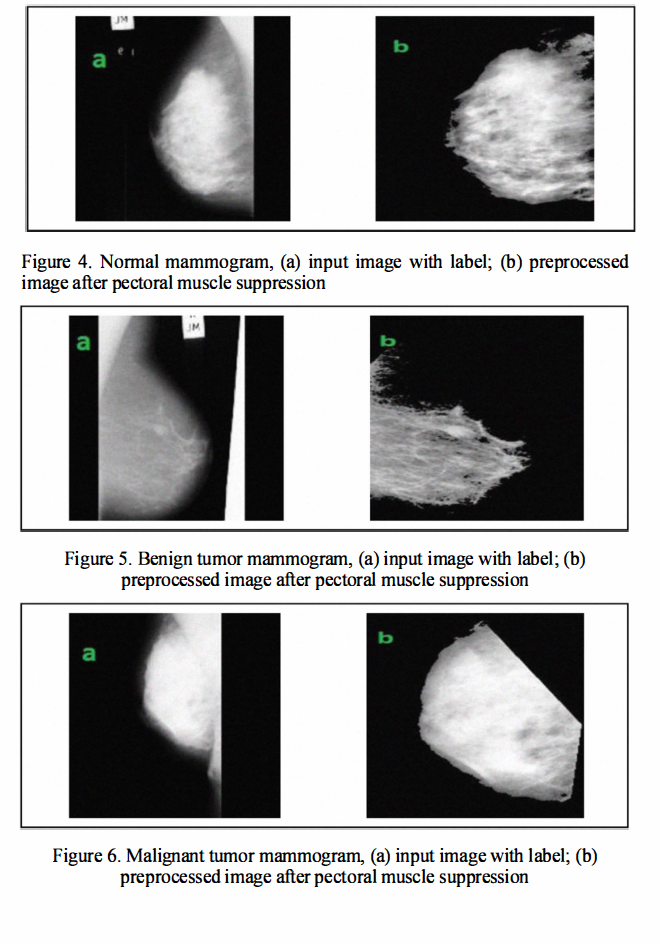 JM
a
b
Figure 4. Normal mammogram, (a) input image with label; (b) preprocessed
image after pectoral muscle suppression
JM
a
b
Figure 5. Benign tumor mammogram, (a) input image with label; (b)
preprocessed image after pectoral muscle suppression
a
b
Figure 6. Malignant tumor mammogram, (a) input image with label; (b)
preprocessed image after pectoral muscle suppression